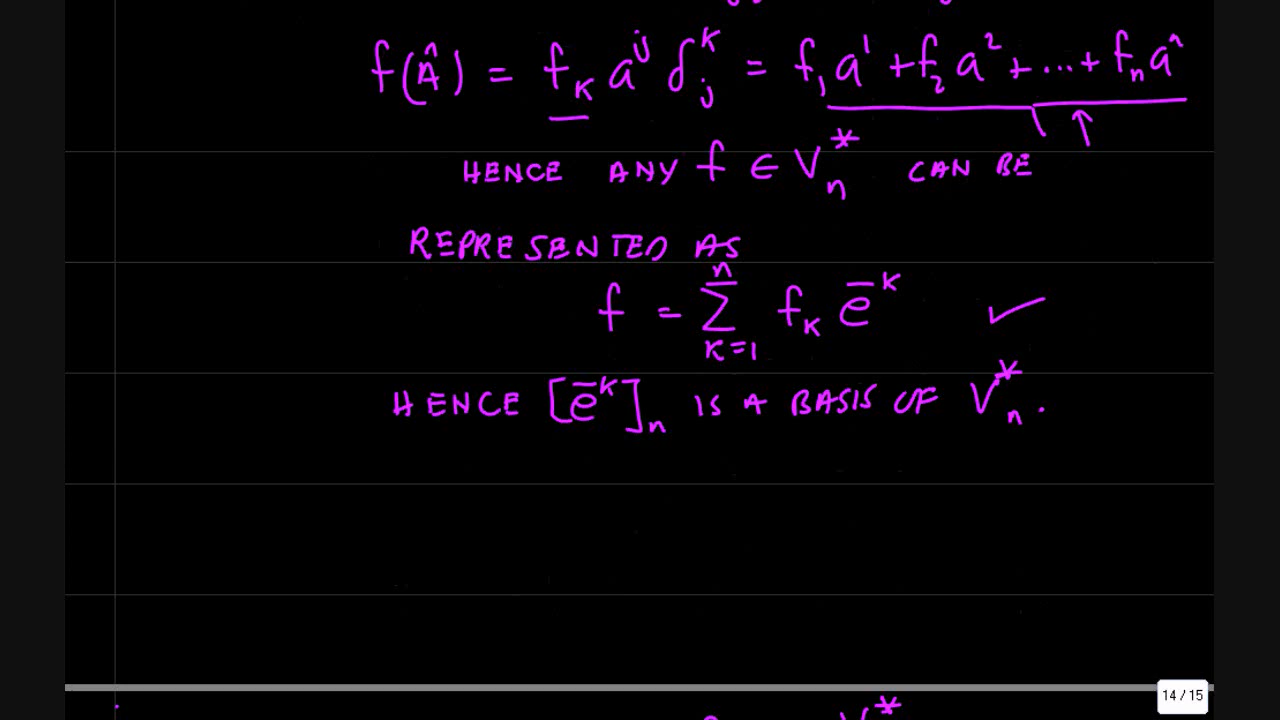 f(Â) = f_K a^j δ_j^K = f_1 a^1 + f_2 a^2 + ... + f_n a^n
HENCE ANY f ∈ V_n^* CAN BE
REPRESENTED AS
f = Σ_{K=1}^{n} f_K e̅^K ✓
HENCE [e̅^K]_n IS A BASIS OF V_n^*.
14 / 15